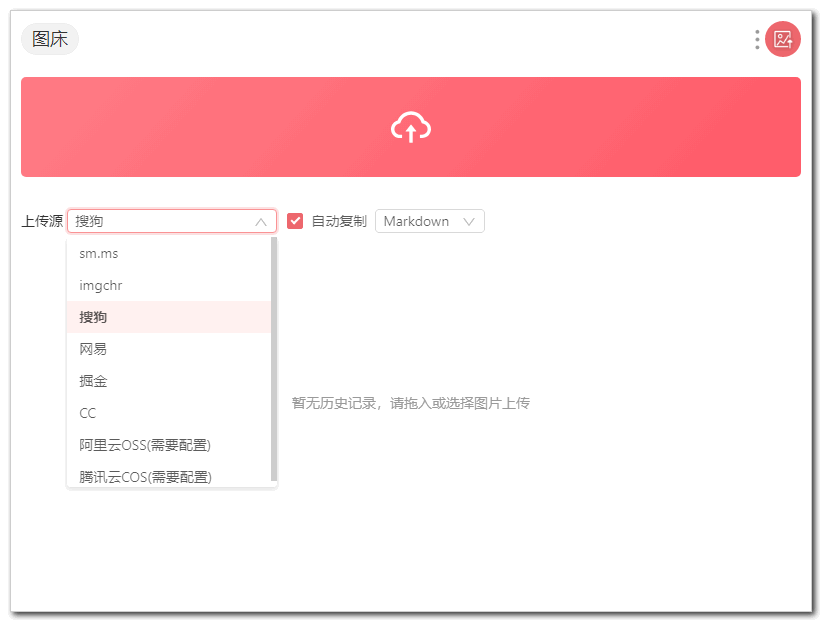 图床
上传源 搜狗 自动复制 Markdown
sm.ms
imgchr
搜狗
网易
掘金
CC
暂无历史记录，请拖入或选择图片上传
阿里云OSS(需要配置)
腾讯云COS(需要配置)